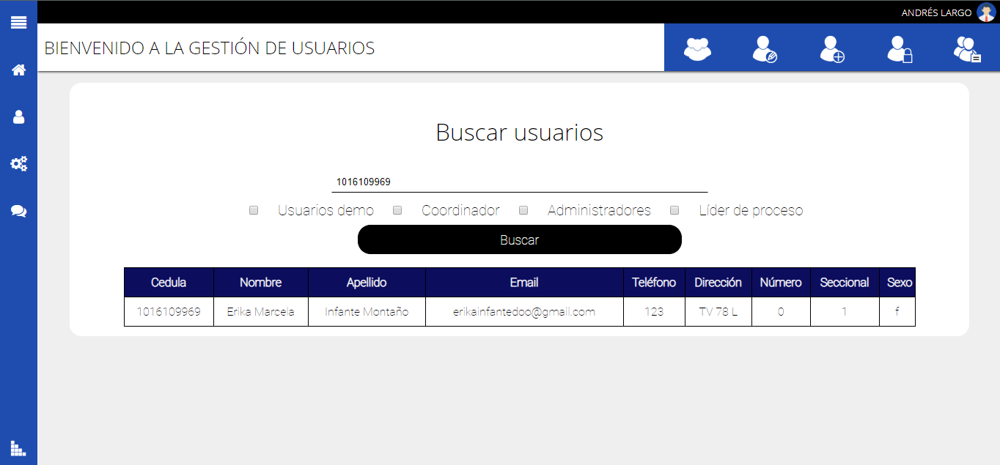 ANDRÉS LARGO
BIENVENIDO A LA GESTIÓN DE USUARIOS
Buscar usuarios
1016109969
Usuarios demo Coordinador Administradores Líder de proceso
Buscar
Cedula Nombre Apellido Email Teléfono Dirección Número Seccional Sexo
1016109969 Erika Marcela Infante Montaño erikainfantedoo@gmail.com 123 TV 78 L 0 1 f